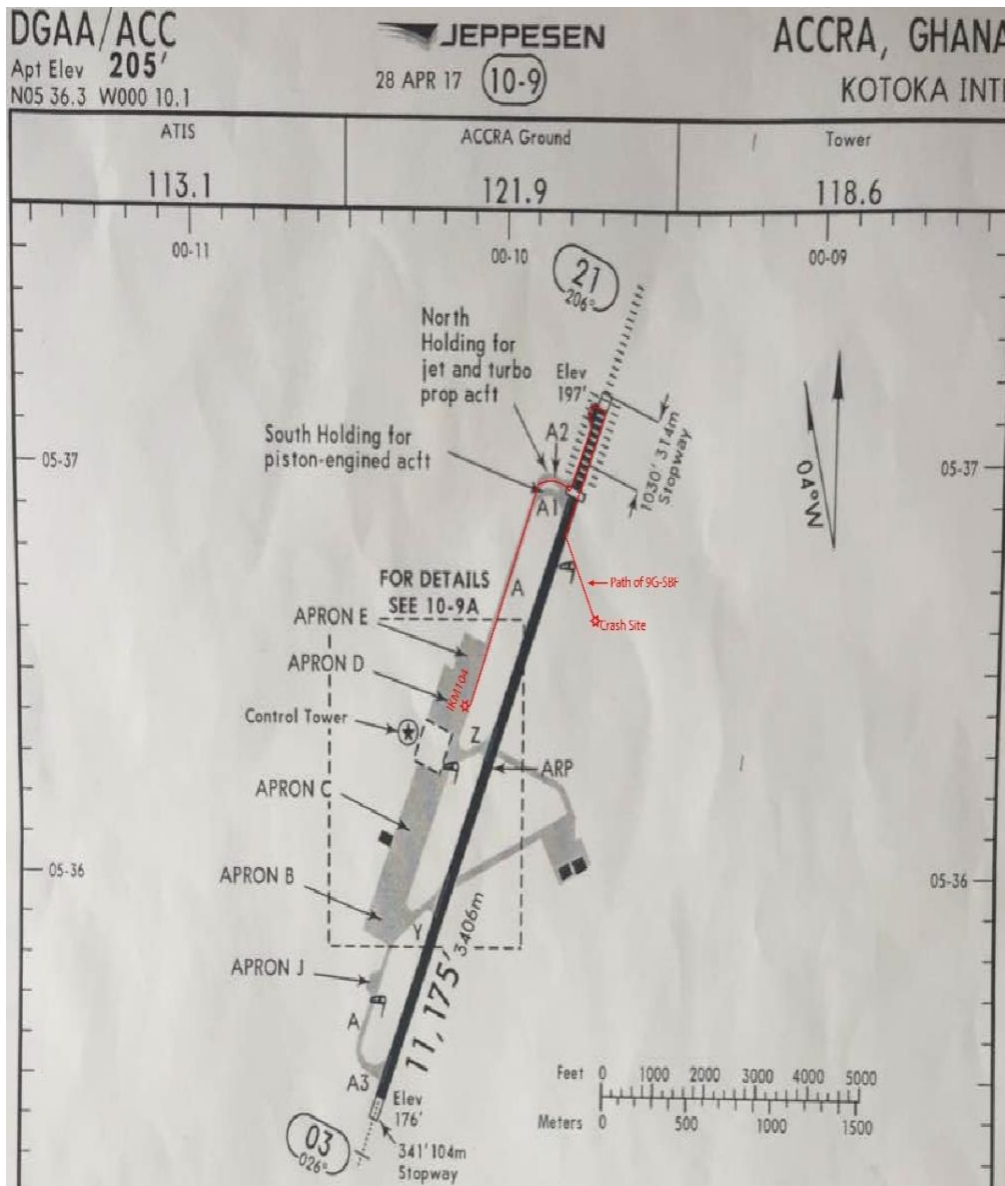 DGAA/ACC
Apt Elev 205'
N05 36.3 W000 10.1
JEPPESEN
28 APR 17 10-9
ACCRA, GHANA
KOTOKA INTL
ATIS
113.1
ACCRA Ground
121.9
Tower
118.6
00-11
00-10
00-09
21
206°
North
Holding for
jet and turbo
prop acft
Elev
197'
A2
South Holding for
piston-engined acft
A1
1030' 314m
Stopway
05-37
05-37
04°W
FOR DETAILS
SEE 10-9A
A
Path of 9G-SBF
Crash Site
APRON E
APRON D
IKM104
Control Tower
Z
ARP
APRON C
05-36
05-36
APRON B
Y
11,175' 3406m
APRON J
A
A3
Elev
176'
03
026°
341' 104m
Stopway
Feet 0 1000 2000 3000 4000 5000
Meters 0 500 1000 1500